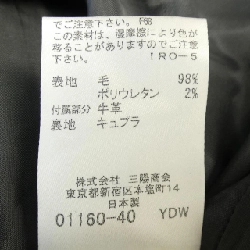 でご注意下さい。F68
この素材は、湿摩擦により色が
移ることがありますのでご注意
下さい。 IRO-5
表地 毛 98%
ポリウレタン 2%
付属部分 牛革
裏地 キュプラ
株式会社 三陽商会
東京都新宿区本塩町14
日本製
01160-40 YDW